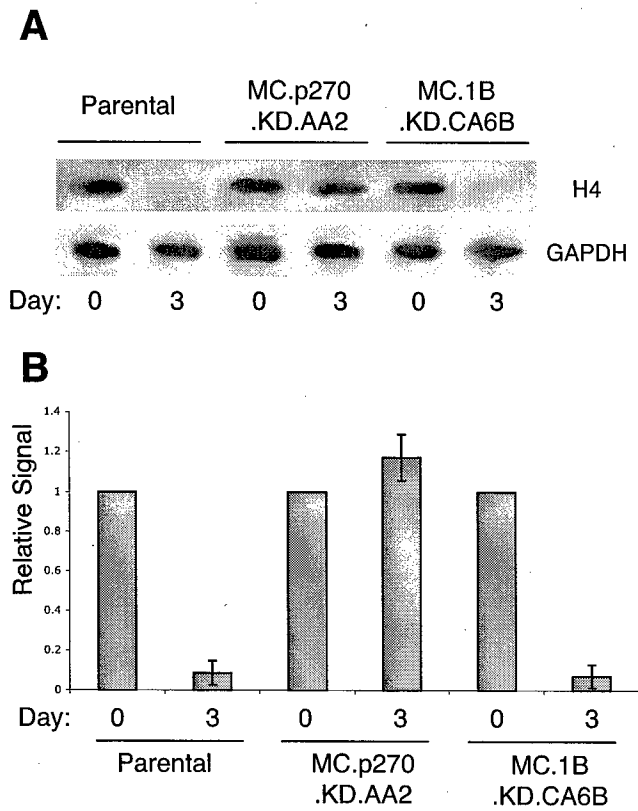 A
Parental
MC.p270
.KD.AA2
MC.1B
.KD.CA6B
H4
GAPDH
Day: 0 3 0 3 0 3
B
Relative Signal
1.4
1.2
1
0.8
0.6
0.4
0.2
0
Day: 0 3 0 3 0 3
Parental
MC.p270
.KD.AA2
MC.1B
.KD.CA6B